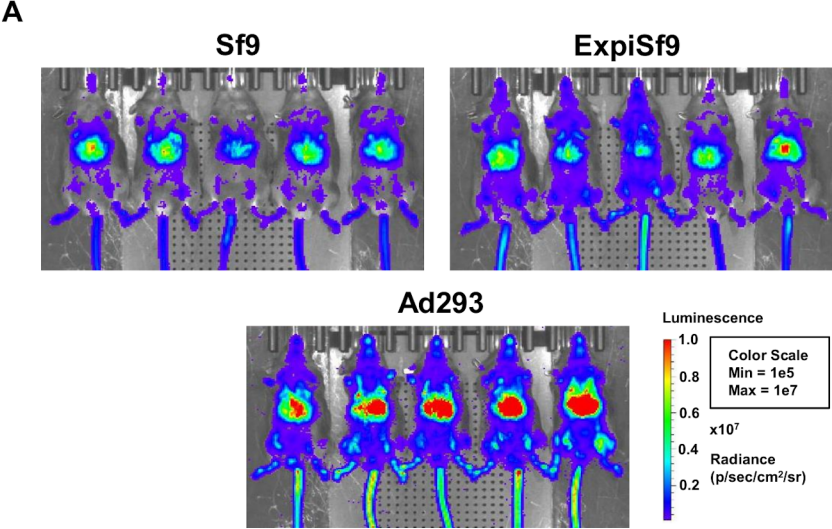 A
Sf9
ExpiSf9
Ad293
Luminescence
1.0
0.8
0.6
0.4
0.2
Color Scale
Min = 1e5
Max = 1e7
x10⁷
Radiance
(p/sec/cm²/sr)